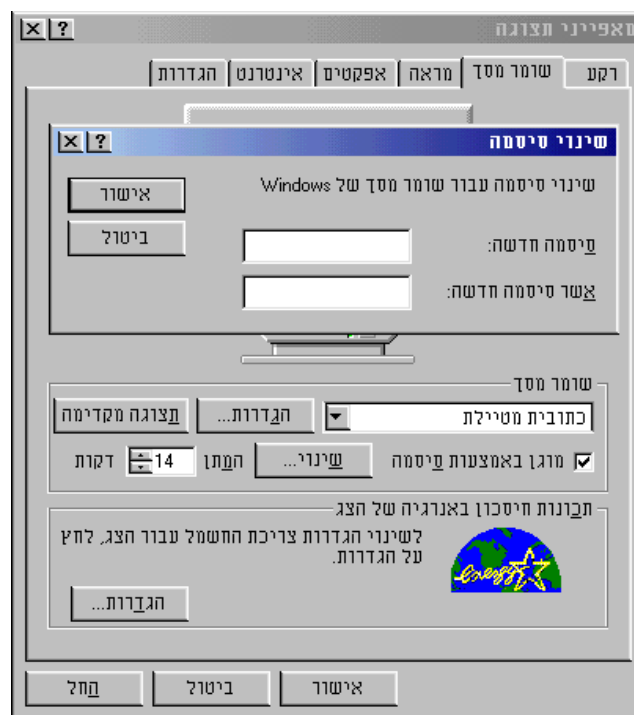 מאפייני תצוגה
רקע שומר מסך מראה אפקטים אינטרנט הגדרות
שינוי סיסמה
שינוי סיסמה עבור שומר מסך של Windows
אישור
ביטול
סיסמה חדשה:
אשר סיסמה חדשה:
שומר מסך
כתובית מטיילת הגדרות... תצוגה מקדימה
מוגן באמצעות סיסמה שינוי... המתן 14 דקות
תכונות חיסכון באנרגיה של הצג
לשינוי הגדרות צריכת החשמל עבור הצג, לחץ
על הגדרות.
energy
הגדרות...
אישור ביטול החל